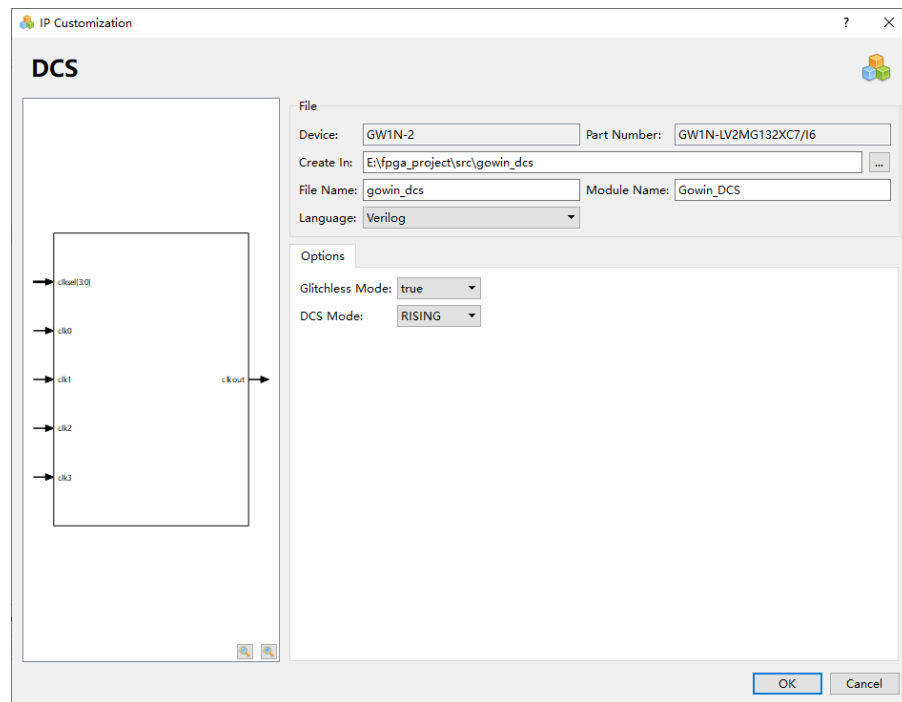 IP Customization
?
DCS
File
Device: GW1N-2 Part Number: GW1N-LV2MG132XC7/I6
Create In: E:\fpga_project\src\gowin_dcs ...
File Name: gowin_dcs Module Name: Gowin_DCS
Language: Verilog
Options
Glitchless Mode: true
DCS Mode: RISING
clksel[3:0]
clk0
clk1 clkout
clk2
clk3
OK Cancel